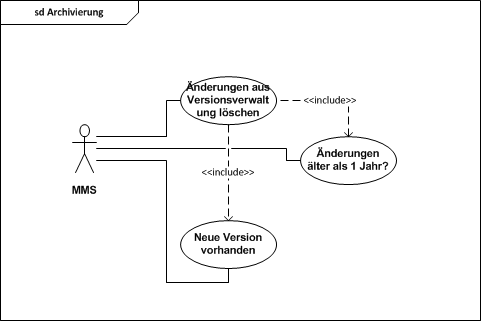 sd Archivierung
Änderungen aus
Versionsverwalt
ung löschen
<<include>>
Änderungen
älter als 1 Jahr?
MMS
<<include>>
Neue Version
vorhanden